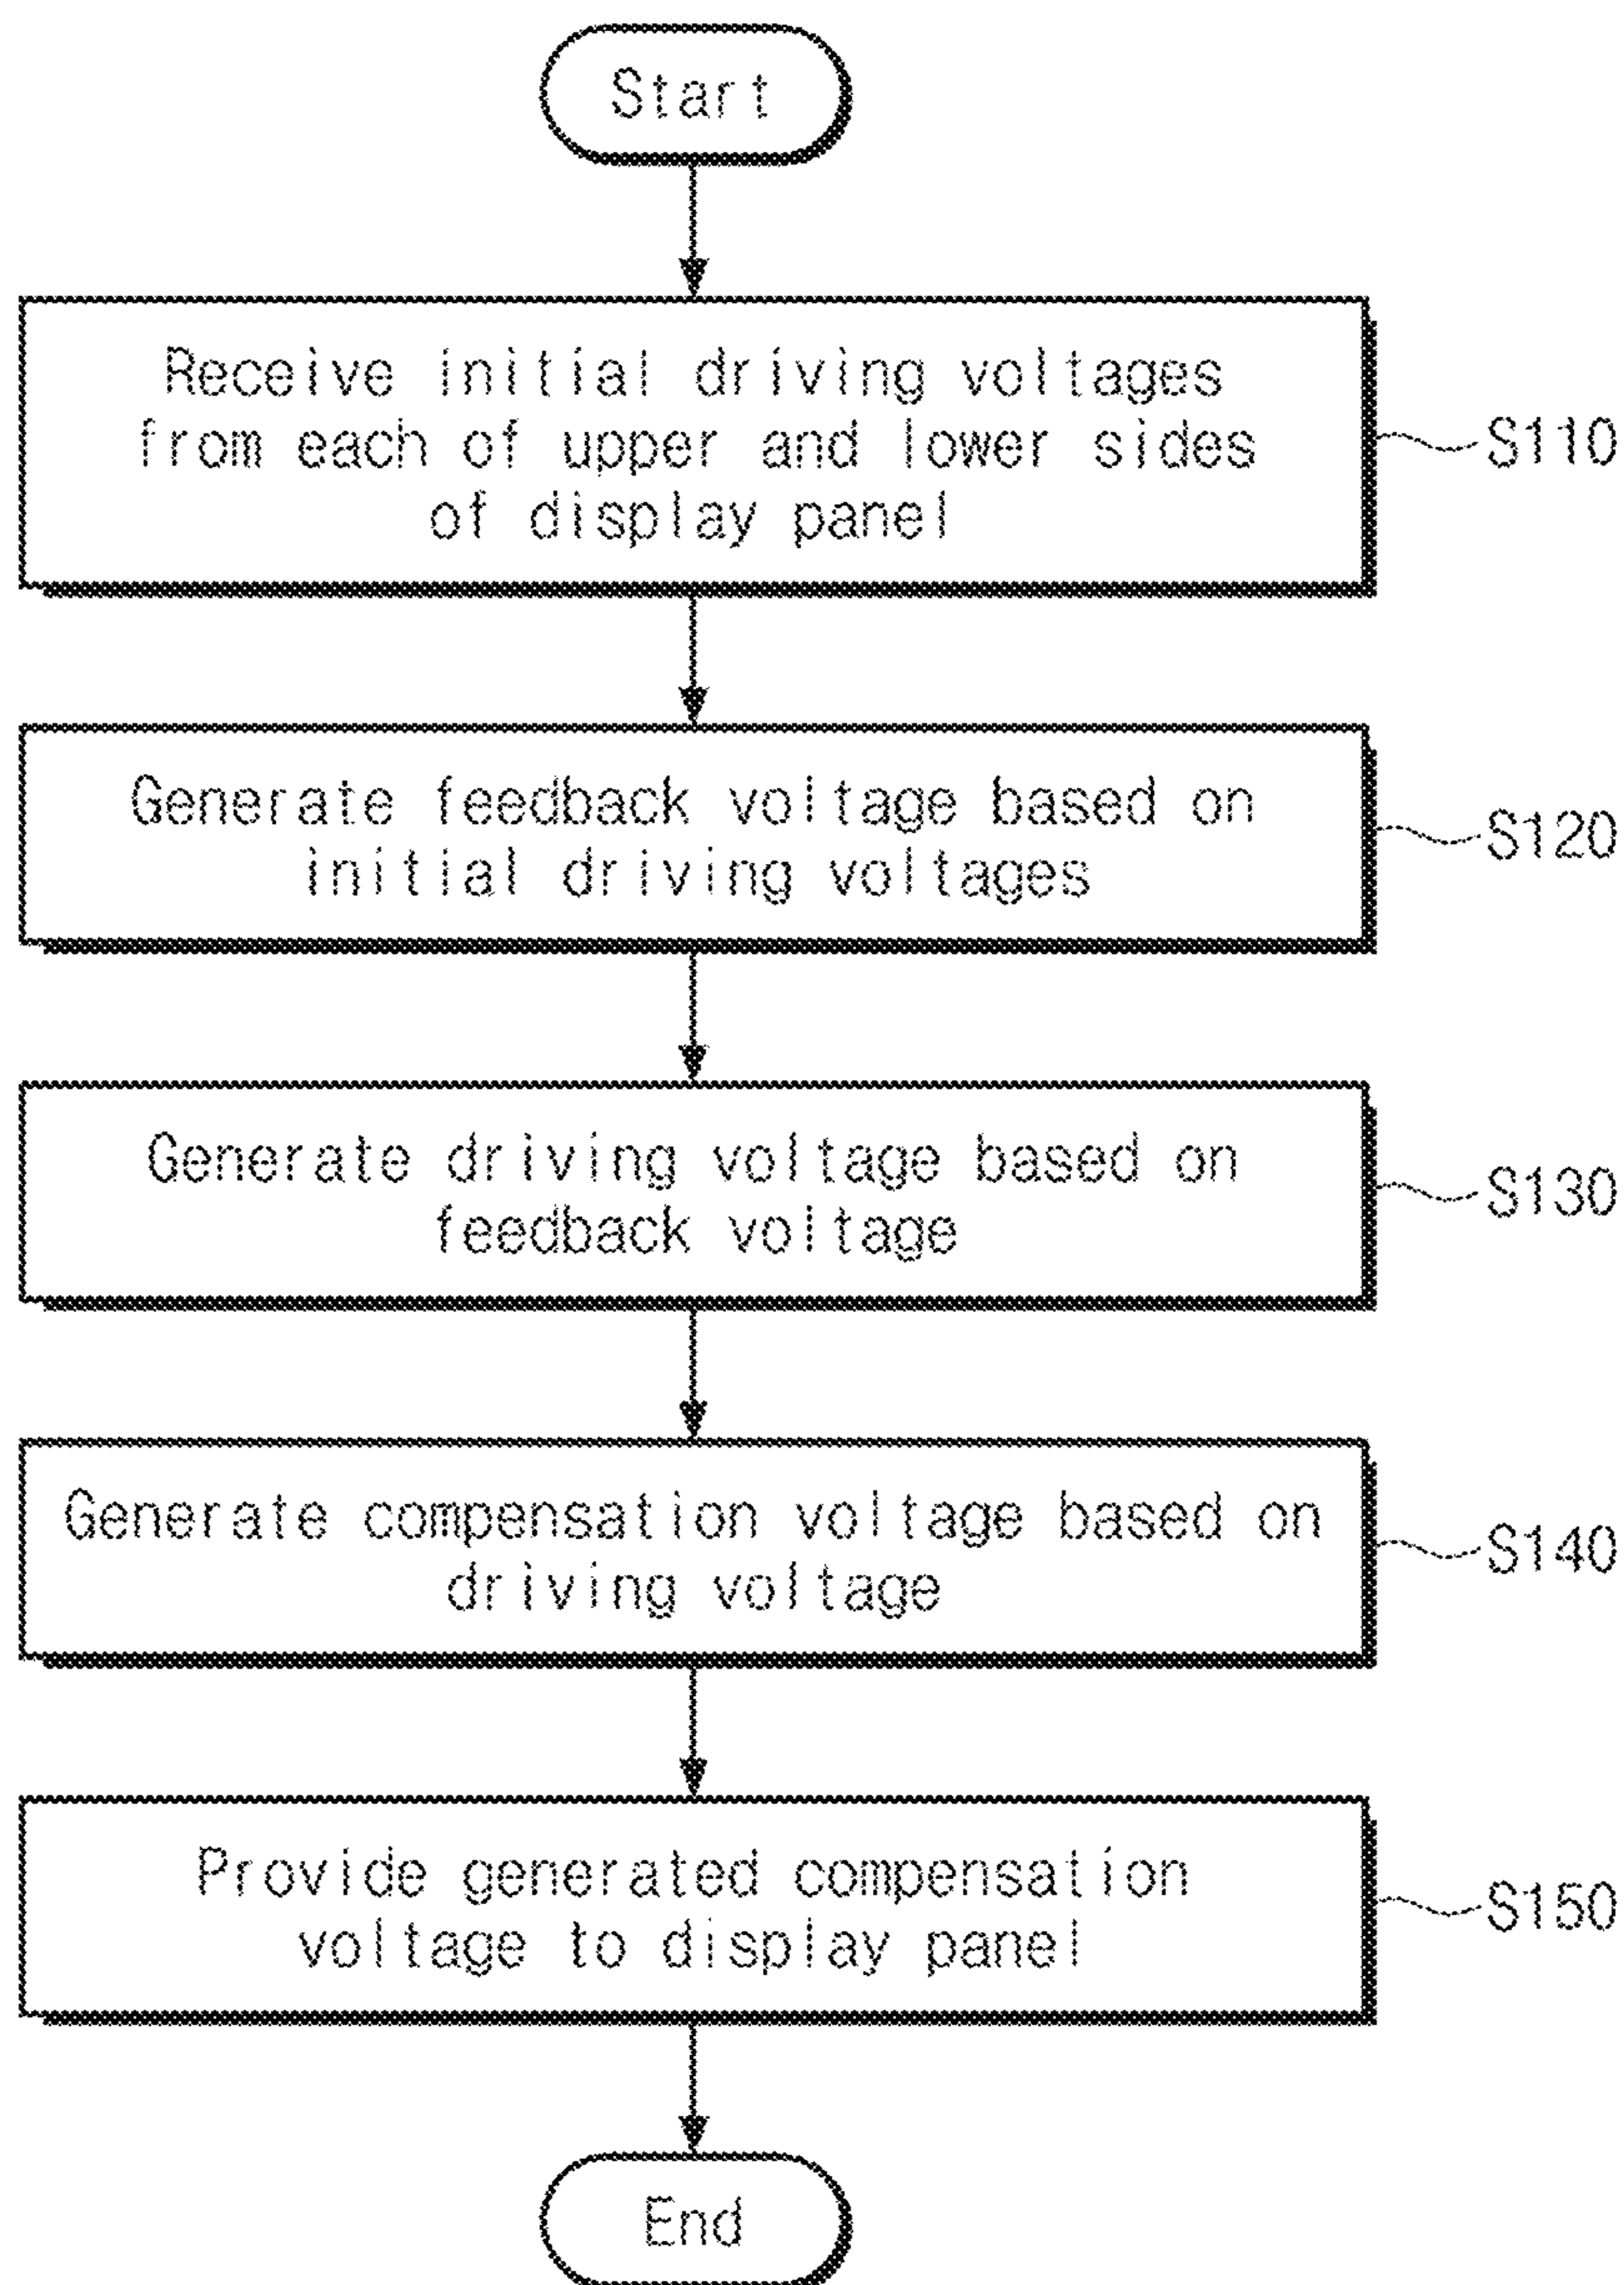 Start
Receive initial driving voltages
from each of upper and lower sides
of display panel
S110
Generate feedback voltage based on
initial driving voltages
S120
Generate driving voltage based on
feedback voltage
S130
Generate compensation voltage based on
driving voltage
S140
Provide generated compensation
voltage to display panel
S150
End